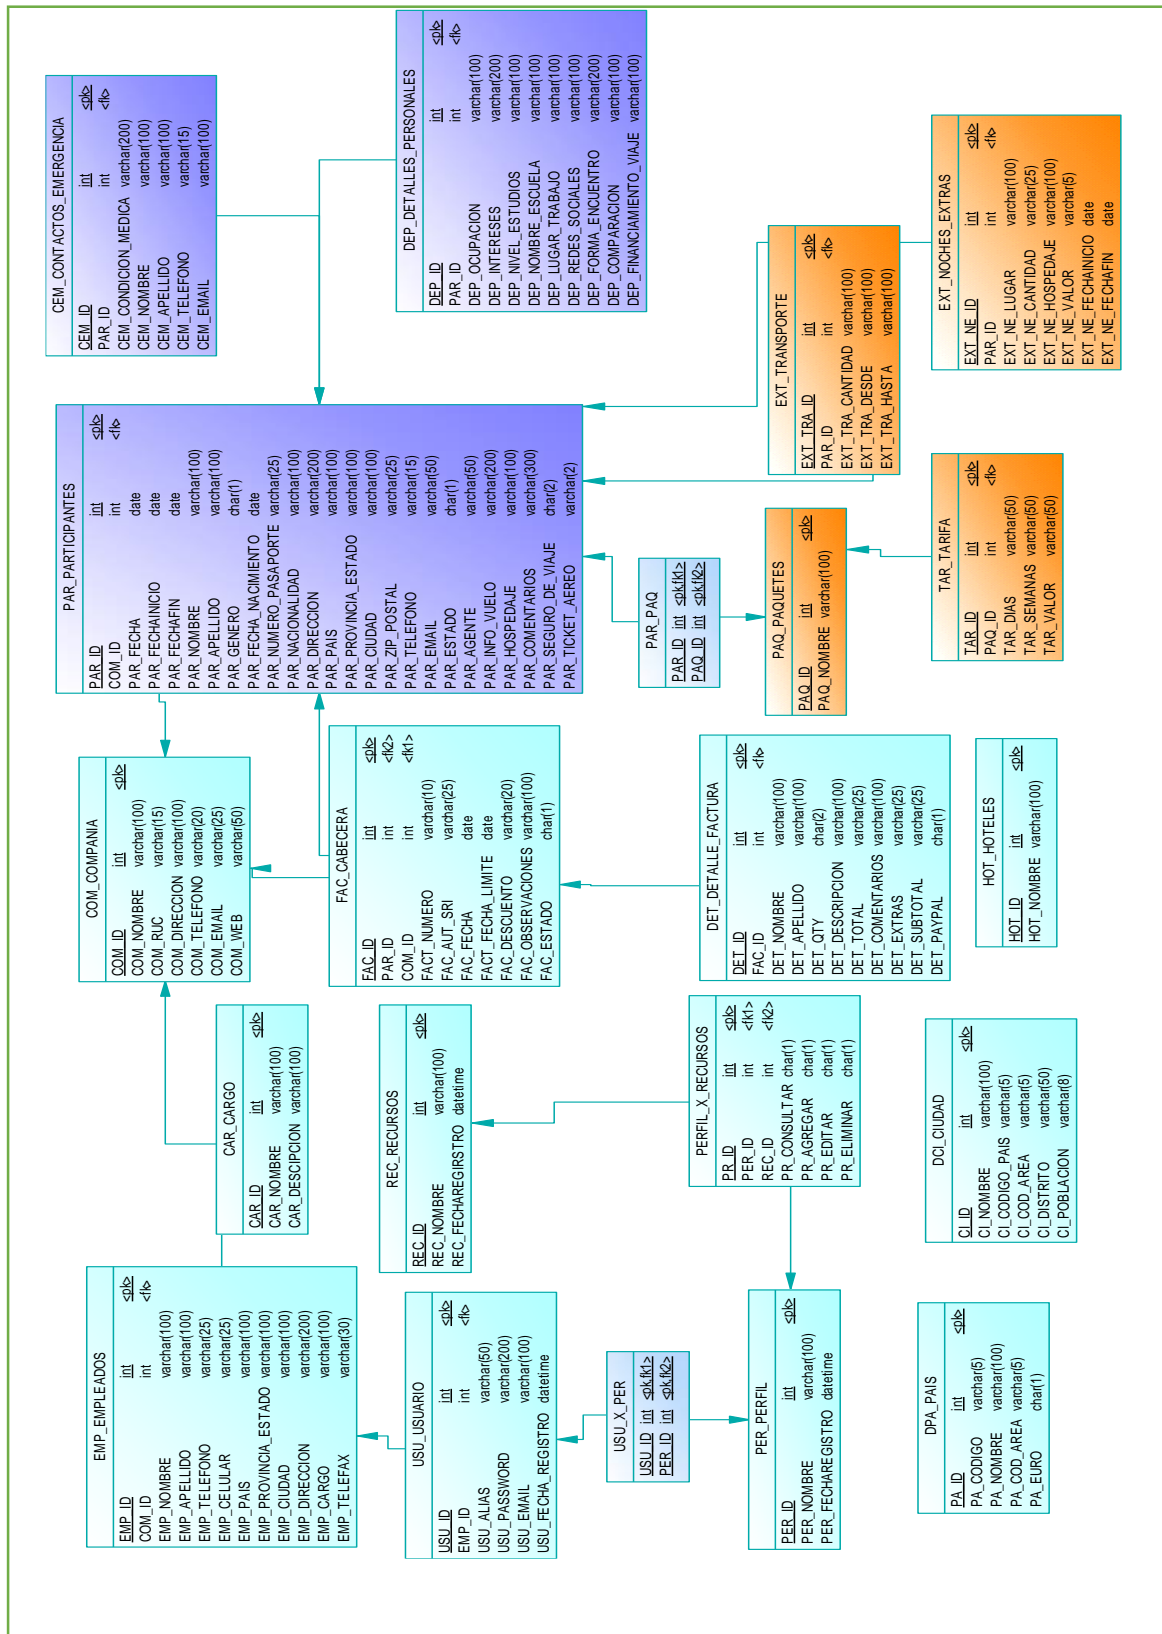 EMP_EMPLEADOS
EMP_ID int <pk>
COM_ID int <fk>
EMP_NOMBRE varchar(100)
EMP_APELLIDO varchar(100)
EMP_TELEFONO varchar(25)
EMP_CELULAR varchar(25)
EMP_PAIS varchar(100)
EMP_PROVINCIA_ESTADO varchar(100)
EMP_CIUDAD varchar(100)
EMP_DIRECCION varchar(200)
EMP_CARGO varchar(100)
EMP_TELEFAX varchar(30)
CAR_CARGO
CAR_ID int <pk>
CAR_NOMBRE varchar(100)
CAR_DESCIPCION varchar(100)
COM_COMPANIA
COM_ID int <pk>
COM_NOMBRE varchar(100)
COM_RUC varchar(15)
COM_DIRECCION varchar(100)
COM_TELEFONO varchar(20)
COM_EMAIL varchar(25)
COM_WEB varchar(50)
PAR_PARTICIPANTES
PAR_ID int <pk>
COM_ID int <fk>
PAR_FECHA date
PAR_FECHAINICIO date
PAR_FECHAFIN date
PAR_NOMBRE varchar(100)
PAR_APELLIDO varchar(100)
PAR_GENERO char(1)
PAR_FECHA_NACIMIENTO date
PAR_NUMERO_PASAPORTE varchar(25)
PAR_NACIONALIDAD varchar(100)
PAR_DIRECCION varchar(200)
PAR_PAIS varchar(100)
PAR_PROVINCIA_ESTADO varchar(100)
PAR_CIUDAD varchar(100)
PAR_ZIP_POSTAL varchar(25)
PAR_TELEFONO varchar(15)
PAR_EMAIL varchar(50)
PAR_ESTADO char(1)
PAR_AGENTE varchar(50)
PAR_INFO_VUELO varchar(200)
PAR_HOSPEDAJE varchar(100)
PAR_COMENTARIOS varchar(300)
PAR_SEGURO_DE_VIAJE char(2)
PAR_TICKET_AEREO varchar(2)
CEM_CONTACTOS_EMERGENCIA
CEM_ID int <pk>
PAR_ID int <fk>
CEM_CONDICION_MEDICA varchar(200)
CEM_NOMBRE varchar(100)
CEM_APELLIDO varchar(100)
CEM_TELEFONO varchar(15)
CEM_EMAIL varchar(100)
USU_USUARIO
USU_ID int <pk>
EMP_ID int <fk>
USU_ALIAS varchar(50)
USU_PASSWORD varchar(200)
USU_EMAIL varchar(100)
USU_FECHA_REGISTRO datetime
REC_RECURSOS
REC_ID int <pk>
REC_NOMBRE varchar(100)
REC_FECHAREGIRSTRO datetime
FAC_CABECERA
FAC_ID int <pk>
PAR_ID int <fk2>
COM_ID int <fk1>
FACT_NUMERO varchar(10)
FAC_AUT_SRI varchar(25)
FAC_FECHA date
FACT_FECHA_LIMITE date
FAC_DESCUENTO varchar(20)
FAC_OBSERVACIONES varchar(100)
FAC_ESTADO char(1)
DEP_DETALLES_PERSONALES
DEP_ID int <pk>
PAR_ID int <fk>
DEP_OCUPACION varchar(100)
DEP_INTERESES varchar(200)
DEP_NIVEL_ESTUDIOS varchar(100)
DEP_NOMBRE_ESCUELA varchar(100)
DEP_LUGAR_TRABAJO varchar(100)
DEP_REDES_SOCIALES varchar(100)
DEP_FORMA_ENCUENTRO varchar(200)
DEP_COMPARACION varchar(100)
DEP_FINANCIAMIENTO_VIAJE varchar(100)
USU_X_PER
USU_ID int <pk,fk1>
PER_ID int <pk,fk2>
PERFIL_X_RECURSOS
PR_ID int <pk>
PER_ID int <fk1>
REC_ID int <fk2>
PR_CONSULTAR char(1)
PR_AGREGAR char(1)
PR_EDITAR char(1)
PR_ELIMINAR char(1)
PAR_PAQ
PAR_ID int <pk,fk1>
PAQ_ID int <pk,fk2>
PER_PERFIL
PER_ID int <pk>
PER_NOMBRE varchar(100)
PER_FECHAREGISTRO datetime
DET_DETALLE_FACTURA
DET_ID int <pk>
FAC_ID int <fk>
DET_NOMBRE varchar(100)
DET_APELLIDO varchar(100)
DET_QTY char(2)
DET_DESCRIPCION varchar(100)
DET_TOTAL varchar(25)
DET_COMENTARIOS varchar(100)
DET_EXTRAS varchar(25)
DET_SUBTOTAL varchar(25)
DET_PAYPAL char(1)
PAQ_PAQUETES
PAQ_ID int <pk>
PAQ_NOMBRE varchar(100)
EXT_TRANSPORTE
EXT_TRA_ID int <pk>
PAR_ID int <fk>
EXT_TRA_CANTIDAD varchar(100)
EXT_TRA_DESDE varchar(100)
EXT_TRA_HASTA varchar(100)
DPA_PAIS
PA_ID int <pk>
PA_CODIGO varchar(5)
PA_NOMBRE varchar(100)
PA_COD_AREA varchar(5)
PA_EURO char(1)
DCI_CIUDAD
CI_ID int <pk>
CI_NOMBRE varchar(100)
CI_CODIGO_PAIS varchar(5)
CI_COD_AREA varchar(5)
CI_DISTRITO varchar(50)
CI_POBLACION varchar(8)
HOT_HOTELES
HOT_ID int <pk>
HOT_NOMBRE varchar(100)
TAR_TARIFA
TAR_ID int <pk>
PAQ_ID int <fk>
TAR_DIAS varchar(50)
TAR_SEMANAS varchar(50)
TAR_VALOR varchar(50)
EXT_NOCHES_EXTRAS
EXT_NE_ID int <pk>
PAR_ID int <fk>
EXT_NE_LUGAR varchar(100)
EXT_NE_CANTIDAD varchar(25)
EXT_NE_HOSPEDAJE varchar(100)
EXT_NE_VALOR varchar(5)
EXT_NE_FECHAINICIO date
EXT_NE_FECHAFIN date